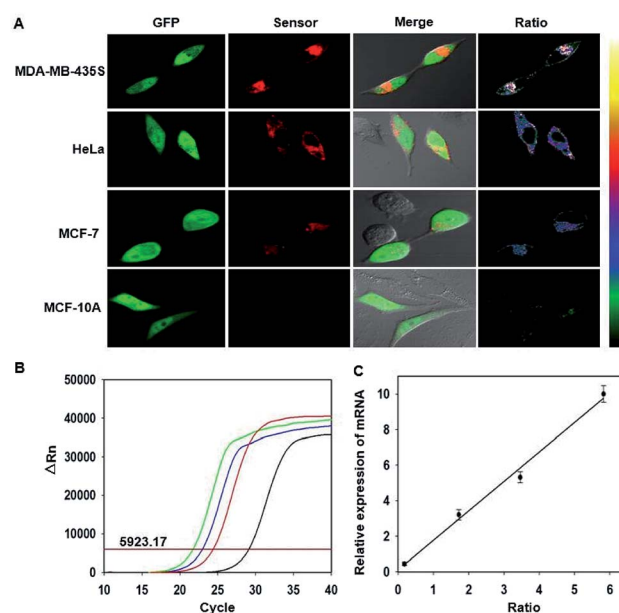 A
GFP Sensor Merge Ratio
MDA-MB-435S
HeLa
MCF-7
MCF-10A
B
50000
40000
30000
20000
10000
0
5923.17
ΔRn
10 15 20 25 30 35 40
Cycle
C
10
8
6
4
2
0
Relative expression of mRNA
0 1 2 3 4 5 6
Ratio